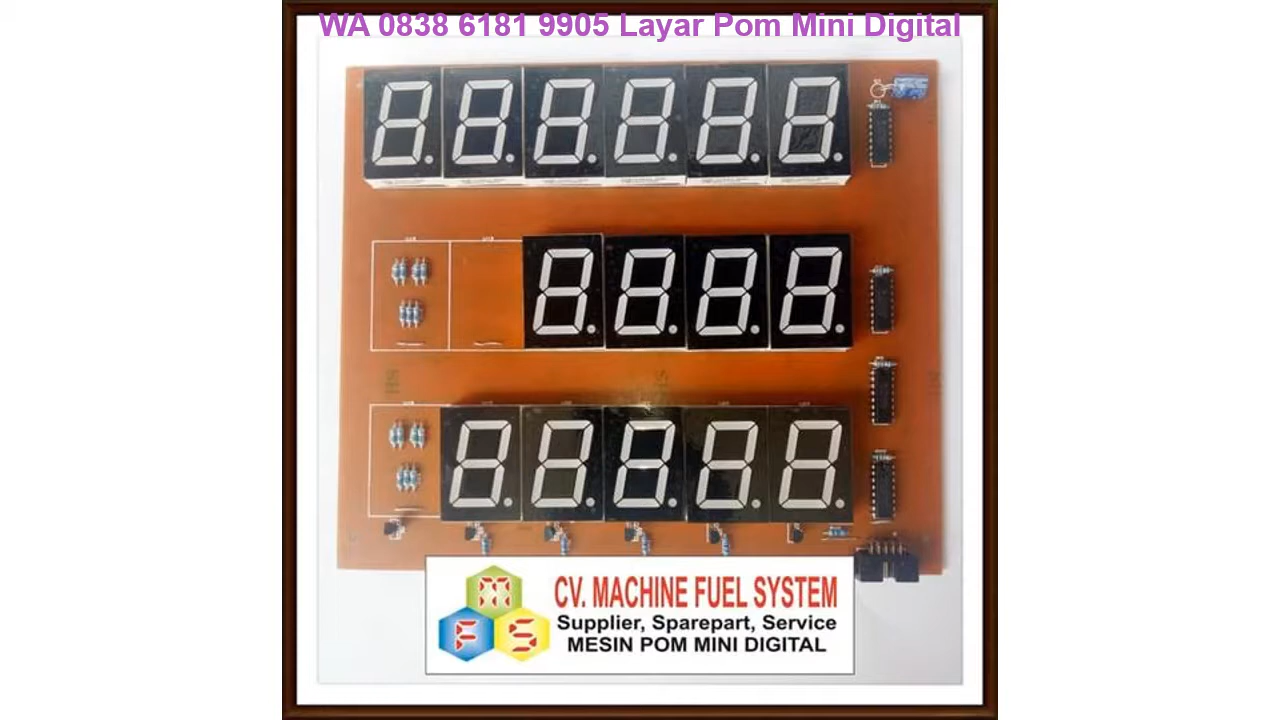 WA 0838 6181 9905 Layar Pom Mini Digital
CV. MACHINE FUEL SYSTEM
M
F S
Supplier, Sparepart, Service
MESIN POM MINI DIGITAL